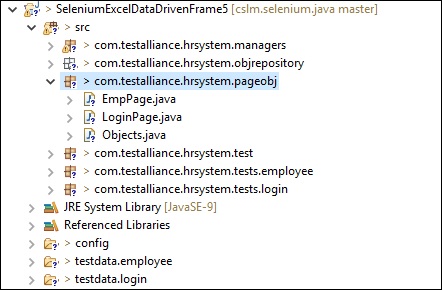 SeleniumExcelDataDrivenFrame5 [cslm.selenium.java master]
> src
> com.testalliance.hrsystem.managers
> com.testalliance.hrsystem.objrepository
> com.testalliance.hrsystem.pageobj
> EmpPage.java
> LoginPage.java
> Objects.java
> com.testalliance.hrsystem.test
> com.testalliance.hrsystem.tests.employee
> com.testalliance.hrsystem.tests.login
JRE System Library [JavaSE-9]
Referenced Libraries
> config
> testdata.employee
> testdata.login